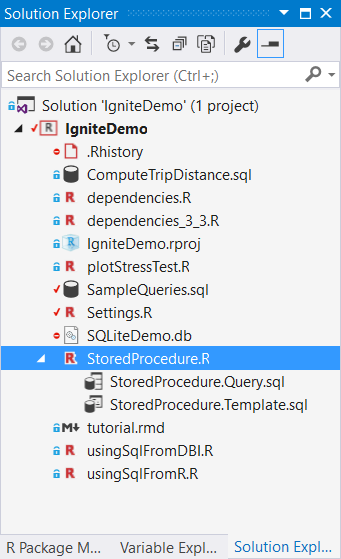 Solution Explorer
Search Solution Explorer (Ctrl+;)
Solution 'IgniteDemo' (1 project)
R IgniteDemo
.Rhistory
ComputeTripDistance.sql
R dependencies.R
R dependencies_3_3.R
R IgniteDemo.rproj
R plotStressTest.R
SampleQueries.sql
R Settings.R
SQLiteDemo.db
R StoredProcedure.R
StoredProcedure.Query.sql
StoredProcedure.Template.sql
M tutorial.rmd
R usingSqlFromDBI.R
R usingSqlFromR.R
R Package M... Variable Expl... Solution Expl...